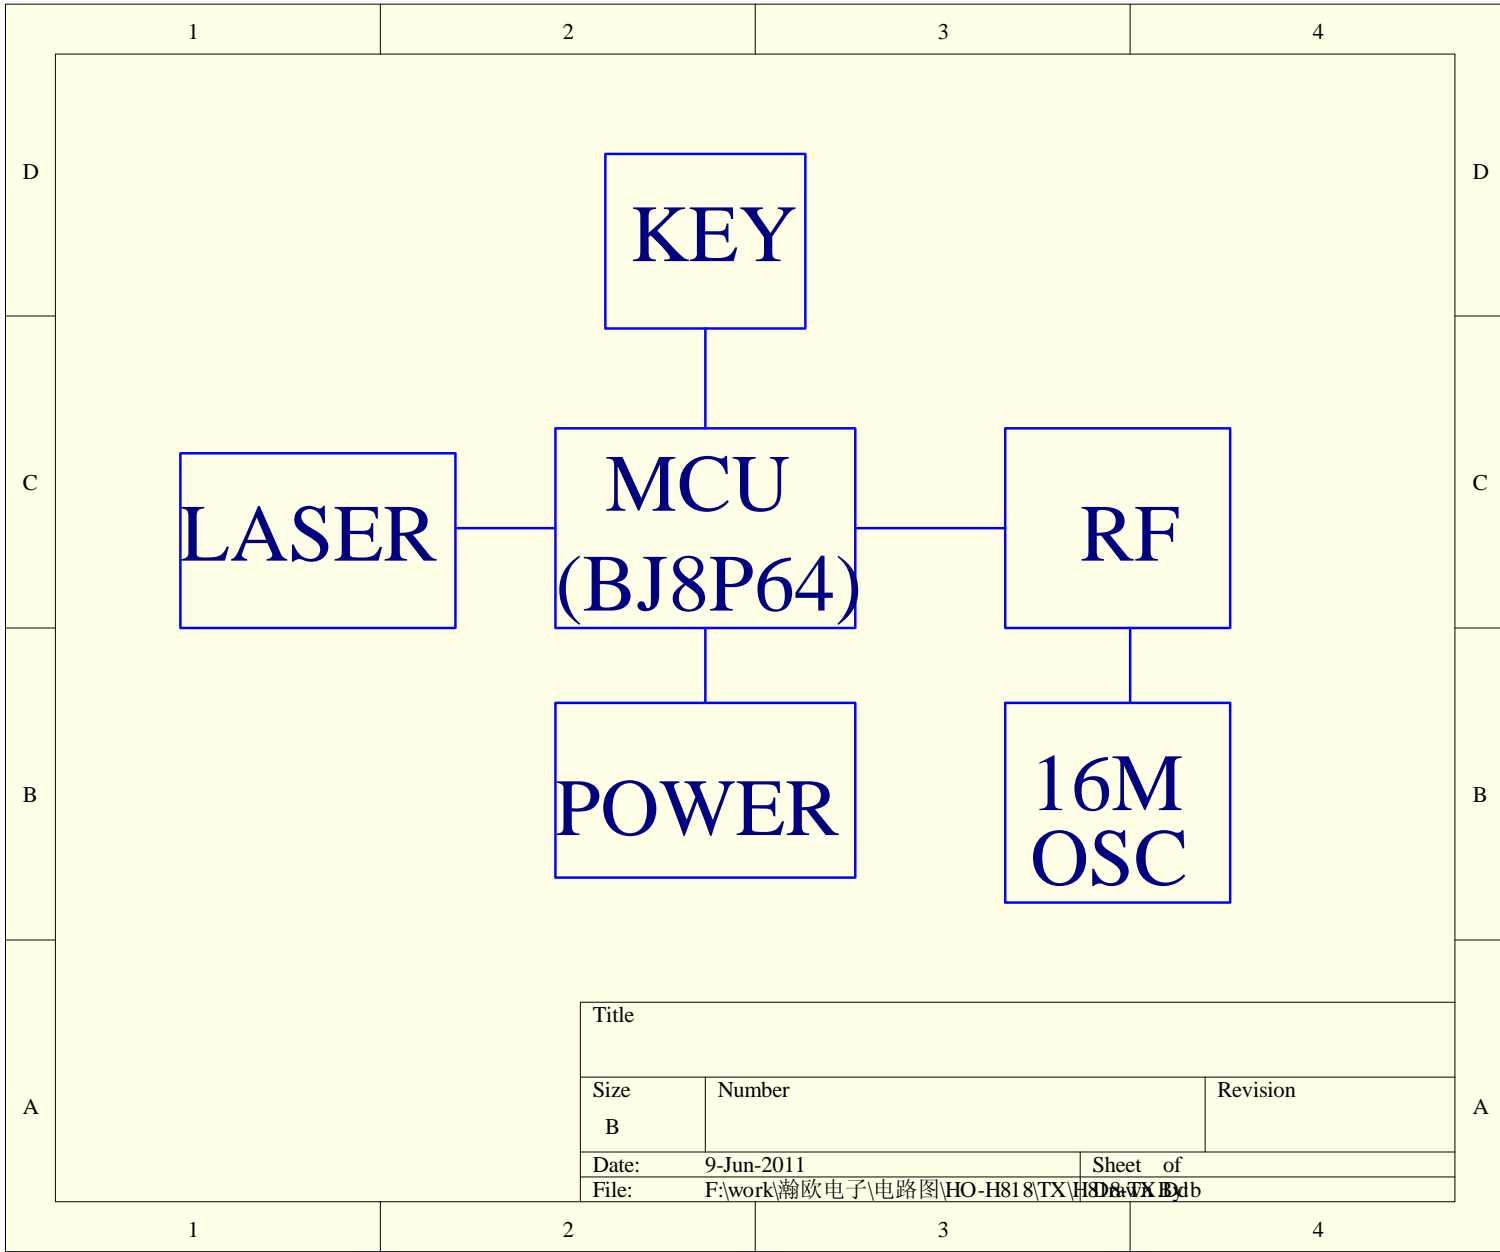 1 2 3 4
D D
KEY
C C
MCU
LASER RF
(BJ8P64)
B B
16M
POWER
OSC
Title
Size Number Revision
A A
B
Date: 9-Jun-2011 Sheet of
File: F:\work\瀚欧电子\电路图\HO-H818\TX\H818-TX.Ddb Drawn By:
1 2 3 4